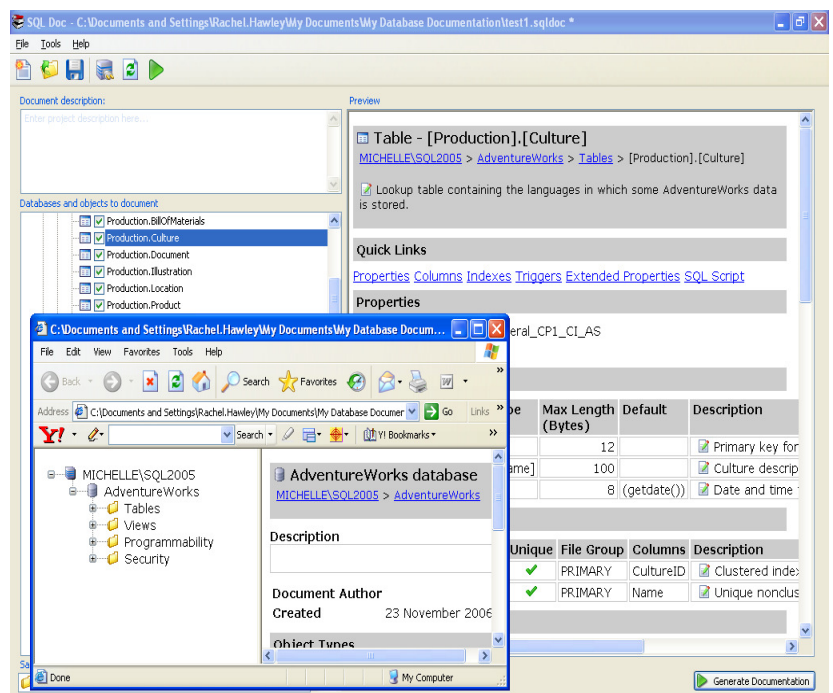 SQL Doc - C:\Documents and Settings\Rachel.Hawley\My Documents\My Database Documentation\test1.sqldoc *
File Tools Help
Document description:
Enter project description here...
Databases and objects to document
Production.BillOfMaterials
Production.Culture
Production.Document
Production.Illustration
Production.Location
Production.Product
Preview
Table - [Production].[Culture]
MICHELLE\SQL2005 > AdventureWorks > Tables > [Production].[Culture]
Lookup table containing the languages in which some AdventureWorks data
is stored.
Quick Links
Properties Columns Indexes Triggers Extended Properties SQL Script
Properties
eral_CP1_CI_AS
pe Max Length (Bytes) Default Description
12 Primary key for
ame] 100 Culture descrip
8 (getdate()) Date and time
Unique File Group Columns Description
PRIMARY CultureID Clustered index
PRIMARY Name Unique nonclus
C:\Documents and Settings\Rachel.Hawley\My Documents\My Database Docum...
File Edit View Favorites Tools Help
Back Search Favorites
Address C:\Documents and Settings\Rachel.Hawley\My Documents\My Database Documer Go Links
Y! Search Y! Bookmarks
MICHELLE\SQL2005
AdventureWorks
Tables
Views
Programmability
Security
AdventureWorks database
MICHELLE\SQL2005 > AdventureWorks
Description
Document Author
Created 23 November 2006
Object Types
Done My Computer
Sa
Generate Documentation